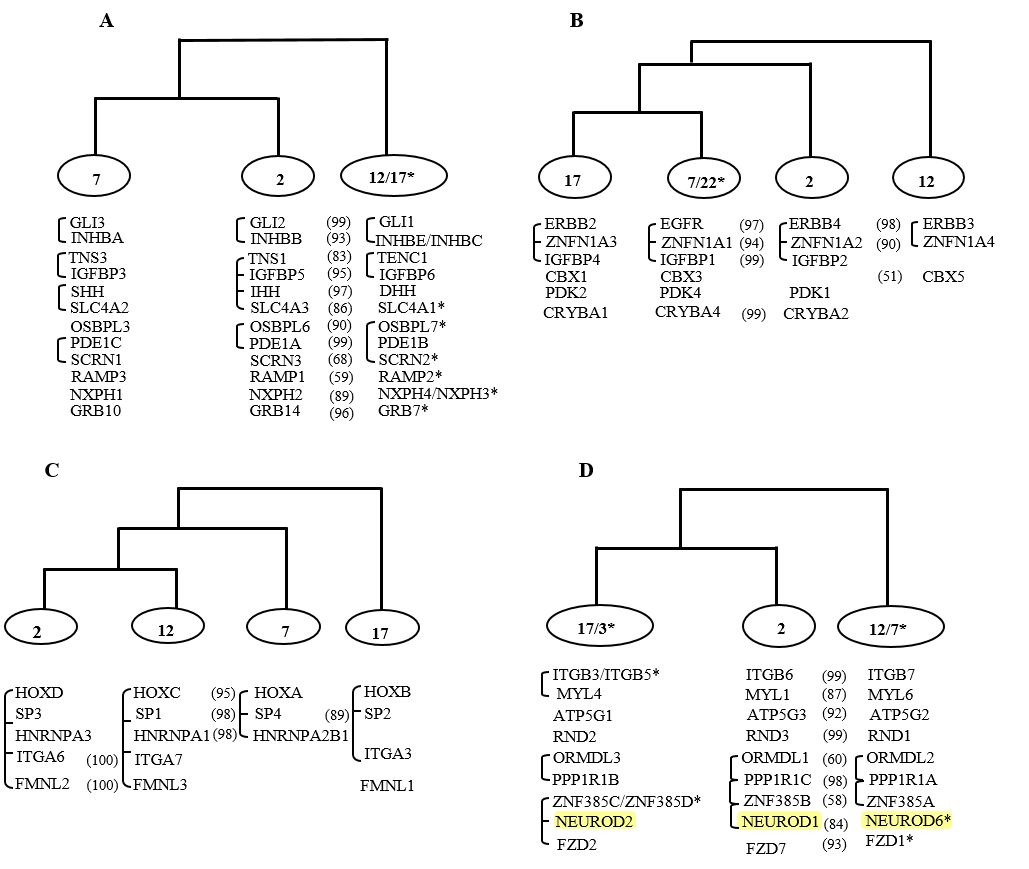 A
7 2 12/17*
GLI3 GLI2 (99) GLI1
INHBA INHBB (93) INHBE/INHBC
TNS3 TNS1 (83) TENC1
IGFBP3 IGFBP5 (95) IGFBP6
SHH IHH (97) DHH
SLC4A2 SLC4A3 (86) SLC4A1*
OSBPL3 OSBPL6 (90) OSBPL7*
PDE1C PDE1A (99) PDE1B
SCRN1 SCRN3 (68) SCRN2*
RAMP3 RAMP1 (59) RAMP2*
NXPH1 NXPH2 (89) NXPH4/NXPH3*
GRB10 GRB14 (96) GRB7*
B
17 7/22* 2 12
ERBB2 EGFR (97) ERBB4 (98) ERBB3
ZNFN1A3 ZNFN1A1 (94) ZNFN1A2 (90) ZNFN1A4
IGFBP4 IGFBP1 (99) IGFBP2
CBX1 CBX3 (51) CBX5
PDK2 PDK4 PDK1
CRYBA1 CRYBA4 (99) CRYBA2
C
2 12 7 17
HOXD HOXC (95) HOXA HOXB
SP3 SP1 (98) SP4 (89) SP2
HNRNPA3 HNRNPA1 (98) HNRNPA2B1
ITGA6 (100) ITGA7 ITGA3
FMNL2 (100) FMNL3 FMNL1
D
17/3* 2 12/7*
ITGB3/ITGB5* ITGB6 (99) ITGB7
MYL4 MYL1 (87) MYL6
ATP5G1 ATP5G3 (92) ATP5G2
RND2 RND3 (99) RND1
ORMDL3 ORMDL1 (60) ORMDL2
PPP1R1B PPP1R1C (98) PPP1R1A
ZNF385C/ZNF385D* ZNF385B (58) ZNF385A
NEUROD2 NEUROD1 (84) NEUROD6*
FZD2 FZD7 (93) FZD1*